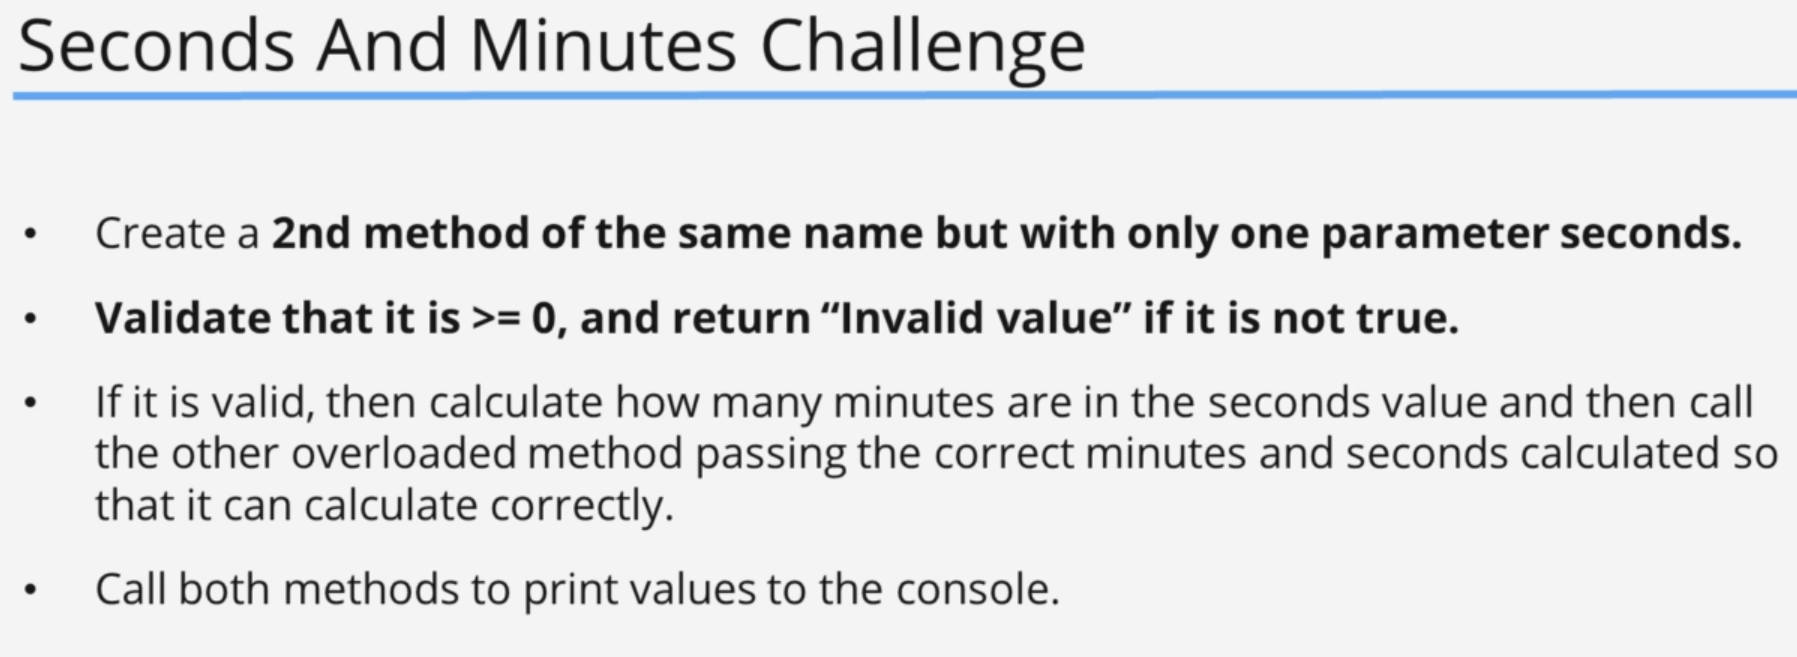 Seconds And Minutes Challenge
• Create a 2nd method of the same name but with only one parameter seconds.
• Validate that it is >= 0, and return “Invalid value” if it is not true.
• If it is valid, then calculate how many minutes are in the seconds value and then call
the other overloaded method passing the correct minutes and seconds calculated so
that it can calculate correctly.
• Call both methods to print values to the console.